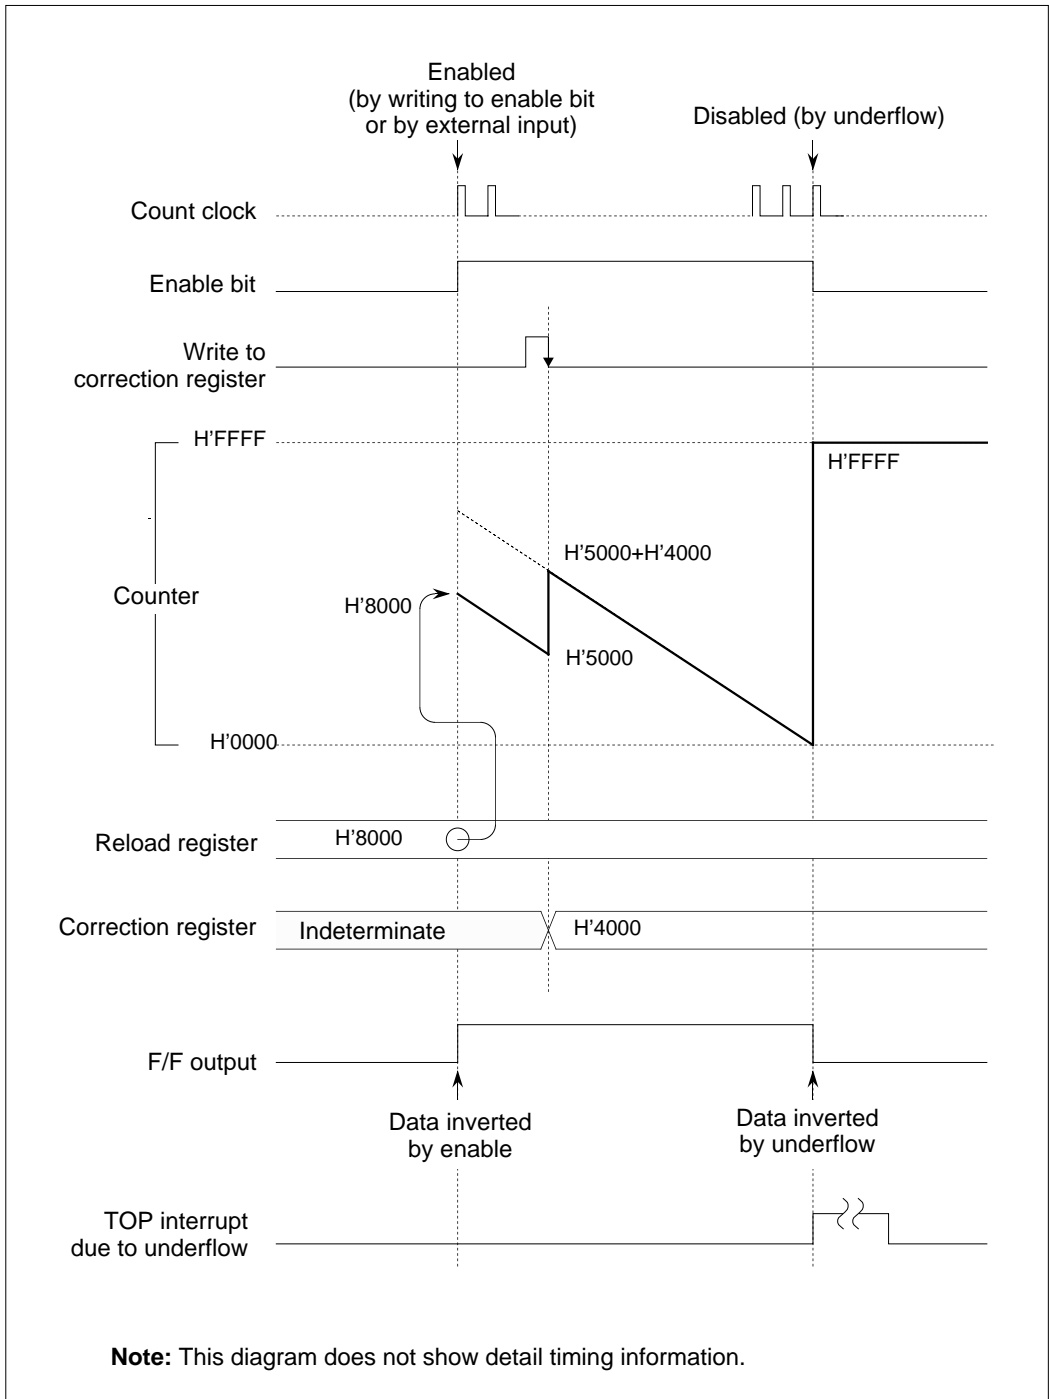 Enabled
(by writing to enable bit
or by external input)
Disabled (by underflow)
Count clock
Enable bit
Write to
correction register
H'FFFF
H'FFFF
H'5000+H'4000
Counter
H'8000
H'5000
H'0000
Reload register
H'8000
Correction register
Indeterminate
H'4000
F/F output
Data inverted
by enable
Data inverted
by underflow
TOP interrupt
due to underflow
Note: This diagram does not show detail timing information.